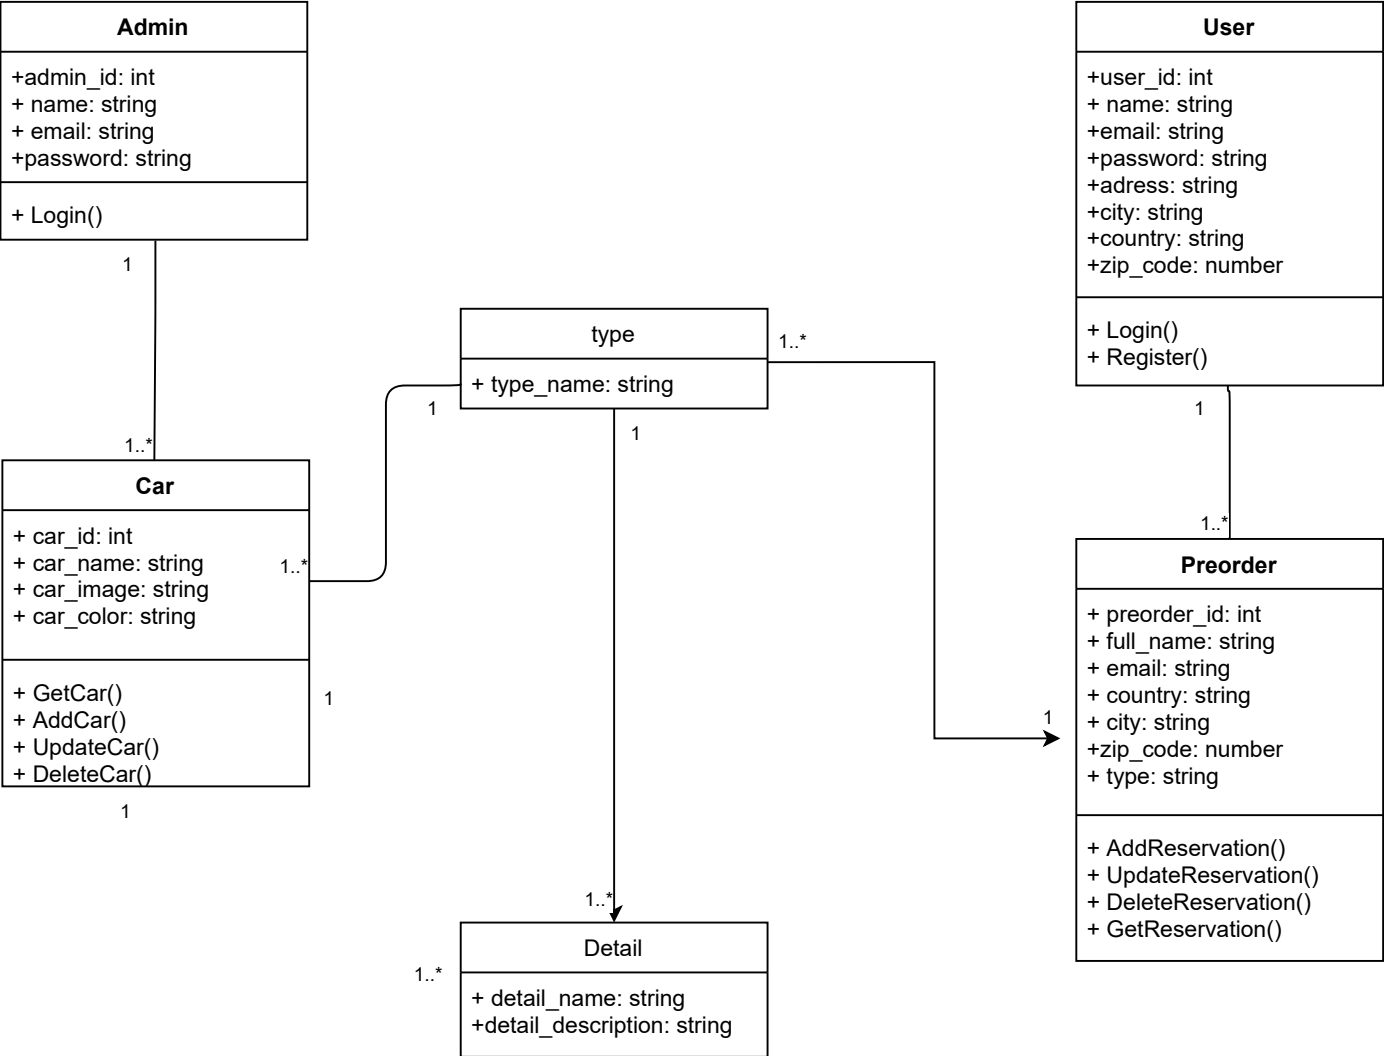 Admin
+admin_id: int
+ name: string
+ email: string
+password: string
+ Login()
1
1..*
Car
+ car_id: int
+ car_name: string
+ car_image: string
+ car_color: string
1..*
+ GetCar()
+ AddCar()
+ UpdateCar()
+ DeleteCar()
1
1
type
+ type_name: string
1
1
1..*
1..*
Detail
1..*
+ detail_name: string
+detail_description: string
User
+user_id: int
+ name: string
+email: string
+password: string
+adress: string
+city: string
+country: string
+zip_code: number
+ Login()
+ Register()
1
1..*
Preorder
+ preorder_id: int
+ full_name: string
+ email: string
+ country: string
+ city: string
+zip_code: number
+ type: string
1
+ AddReservation()
+ UpdateReservation()
+ DeleteReservation()
+ GetReservation()